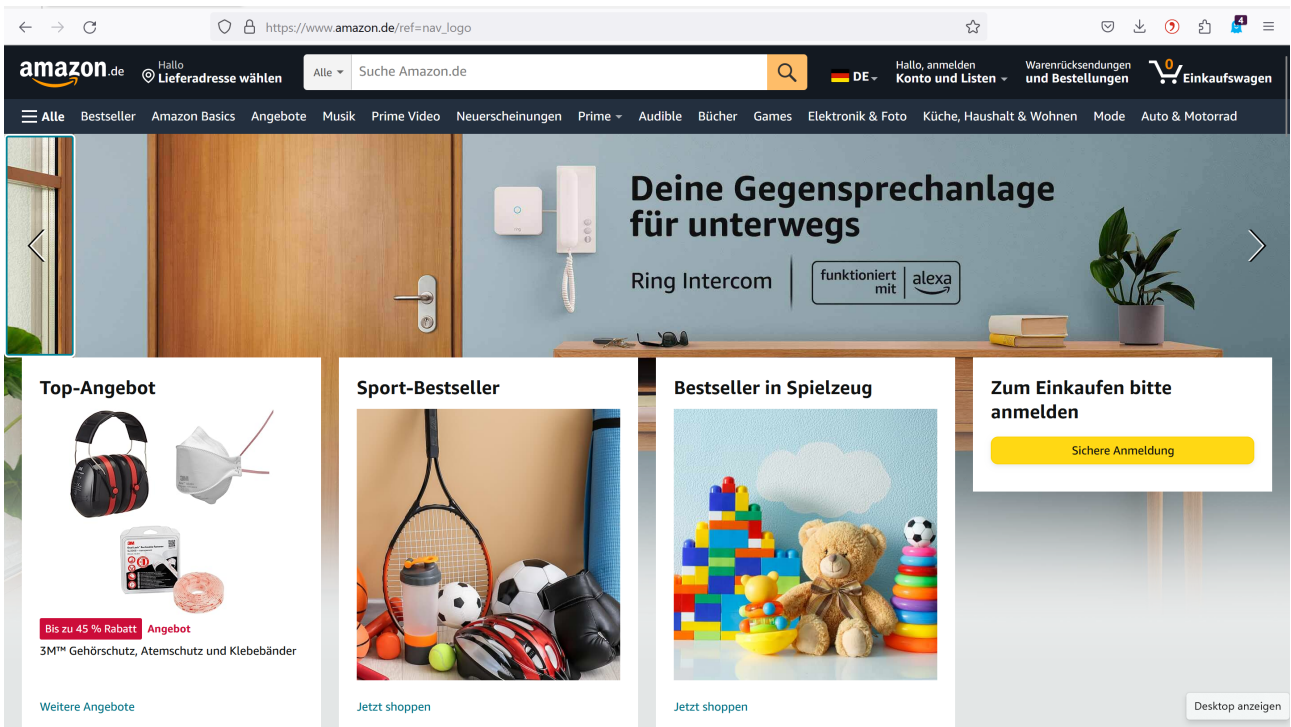 https://www.amazon.de/ref=nav_logo
4
amazon.de
Hallo
Lieferadresse wählen
Alle
Suche Amazon.de
DE
Hallo, anmelden
Konto und Listen
Warenrücksendungen
und Bestellungen
0
Einkaufswagen
Alle
Bestseller
Amazon Basics
Angebote
Musik
Prime Video
Neuerscheinungen
Prime
Audible
Bücher
Games
Elektronik & Foto
Küche, Haushalt & Wohnen
Mode
Auto & Motorrad
Deine Gegensprechanlage
für unterwegs
ring
Ring Intercom
funktioniert
mit
alexa
Top-Angebot
3M
Bis zu 45 % Rabatt
Angebot
3M™ Gehörschutz, Atemschutz und Klebebänder
Weitere Angebote
Sport-Bestseller
Jetzt shoppen
Bestseller in Spielzeug
Jetzt shoppen
Zum Einkaufen bitte
anmelden
Sichere Anmeldung
Desktop anzeigen